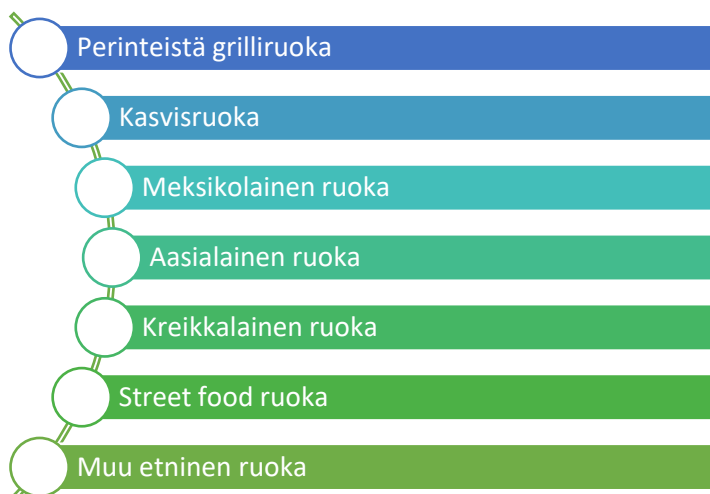 Perinteistä grilliruoka
Kasvisruoka
Meksikolainen ruoka
Aasialainen ruoka
Kreikkalainen ruoka
Street food ruoka
Muu etninen ruoka